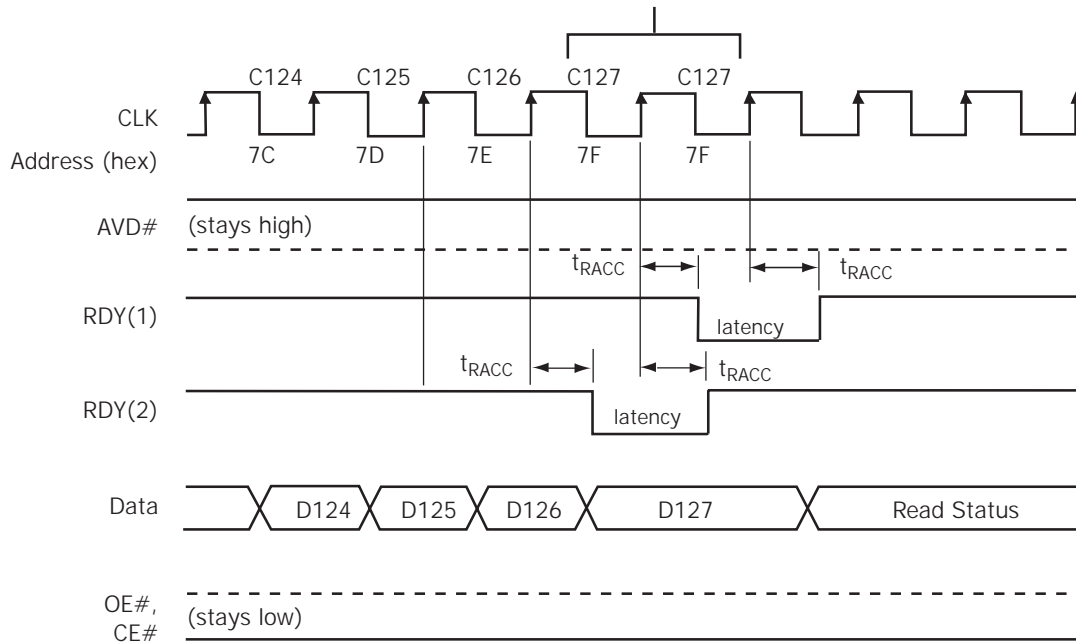 C124 C125 C126 C127 C127
CLK
Address (hex) 7C 7D 7E 7F 7F
AVD# (stays high)
tRACC tRACC
RDY(1)
latency
tRACC tRACC
RDY(2)
latency
Data D124 D125 D126 D127 Read Status
OE#,
CE# (stays low)